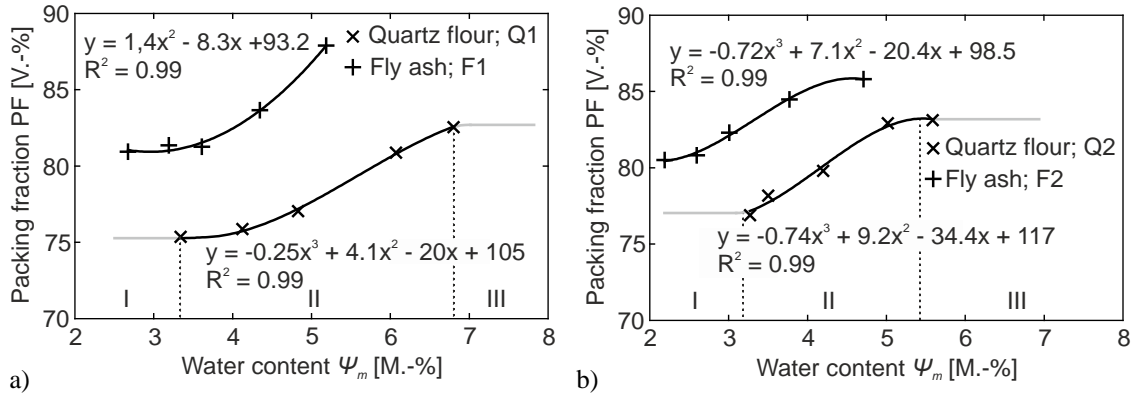 Packing fraction PF [V.-%]
90
85
80
75
70
y = 1,4x² - 8.3x +93.2
R² = 0.99
× Quartz flour; Q1
+ Fly ash; F1
y = -0.25x³ + 4.1x² - 20x + 105
R² = 0.99
I II III
2 3 4 5 6 7 8
Water content Ψm [M.-%]
a)
Packing fraction PF [V.-%]
90
85
80
75
70
y = -0.72x³ + 7.1x² - 20.4x + 98.5
R² = 0.99
× Quartz flour; Q2
+ Fly ash; F2
y = -0.74x³ + 9.2x² - 34.4x + 117
R² = 0.99
I II III
2 3 4 5 6 7 8
Water content Ψm [M.-%]
b)